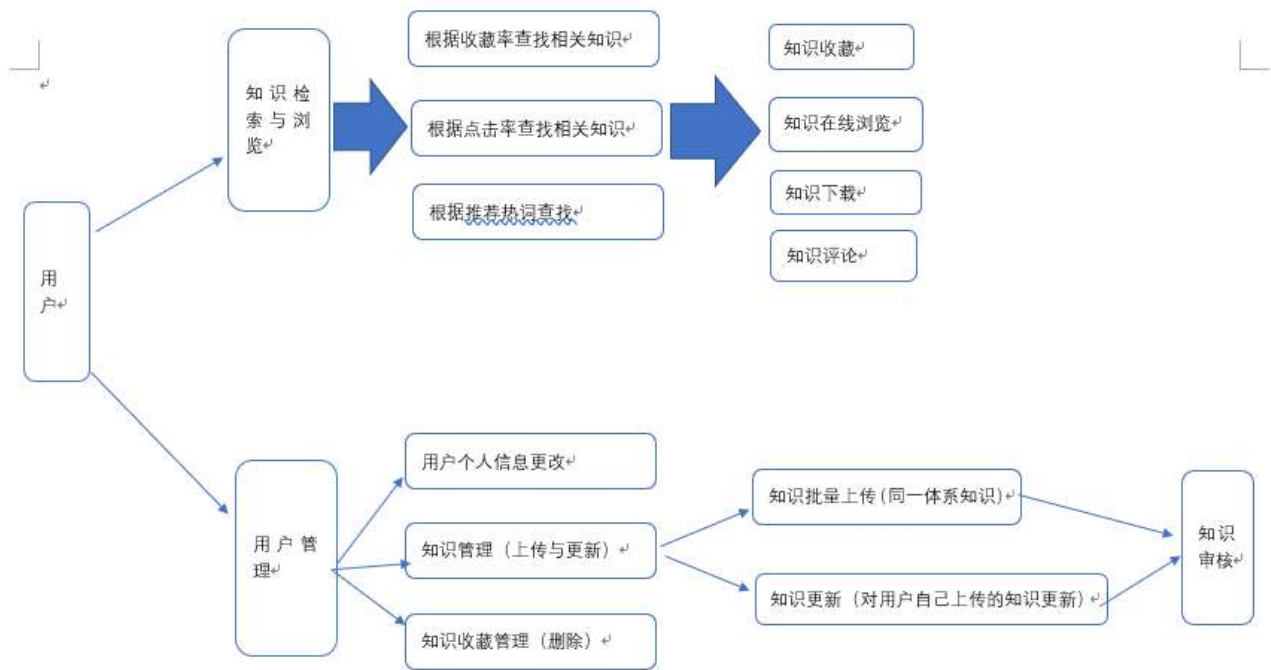 根据收藏率查找相关知识
知识收藏
知 识 检
索 与 浏
览
根据点击率查找相关知识
知识在线浏览
根据推荐热词查找
知识下载
知识评论
用
户
用户个人信息更改
知识批量上传(同一体系知识)
用 户 管
理
知识管理（上传与更新）
知识
审核
知识更新（对用户自己上传的知识更新）
知识收藏管理（删除）